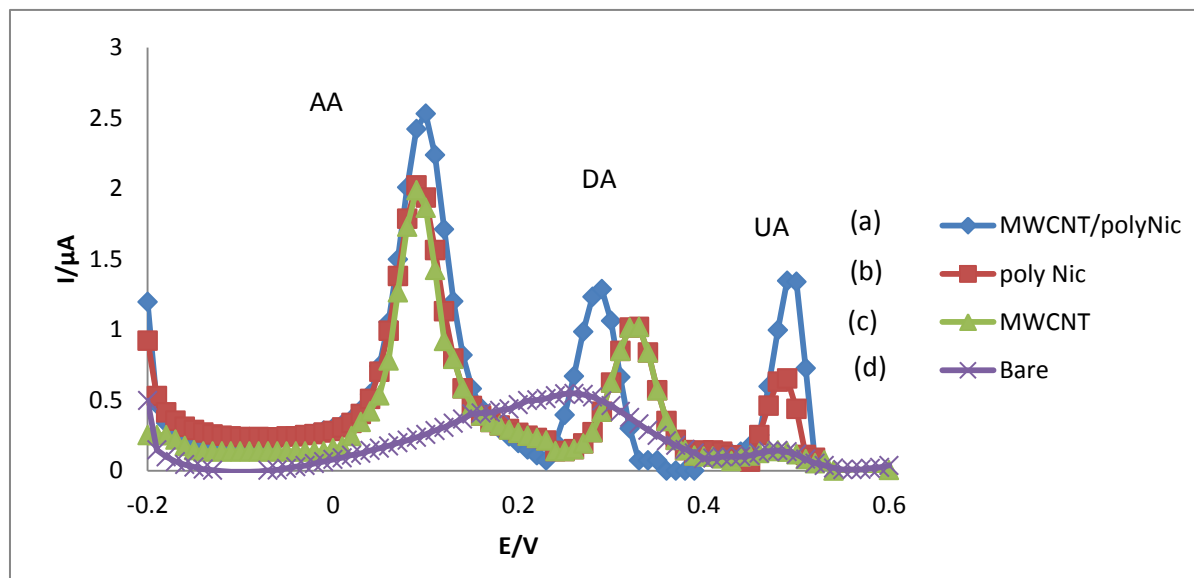 3
2.5
2
1.5
1
0.5
0
-0.2
0
0.2
0.4
0.6
I/µA
E/V
AA
DA
UA
(a) MWCNT/polyNic
(b) poly Nic
(c) MWCNT
(d) Bare